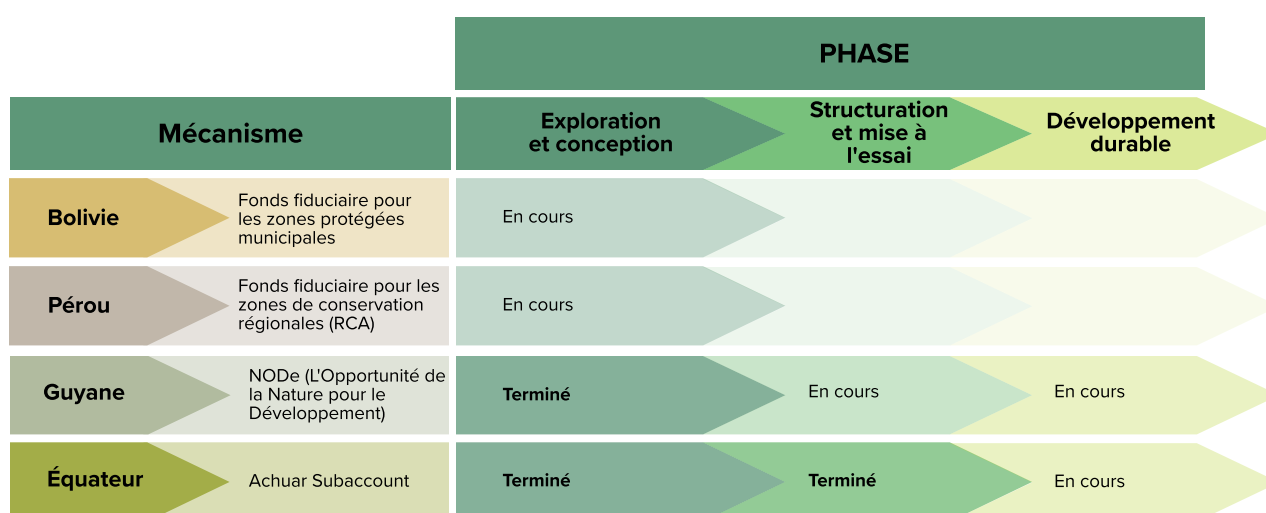 PHASE
Mécanisme
Exploration
et conception
Structuration
et mise à
l'essai
Développement
durable
Bolivie
Fonds fiduciaire pour
les zones protégées
municipales
En cours
Pérou
Fonds fiduciaire pour les
zones de conservation
régionales (RCA)
En cours
Guyane
NODe (L'Opportunité de
la Nature pour le
Développement)
Terminé
En cours
En cours
Équateur
Achuar Subaccount
Terminé
Terminé
En cours